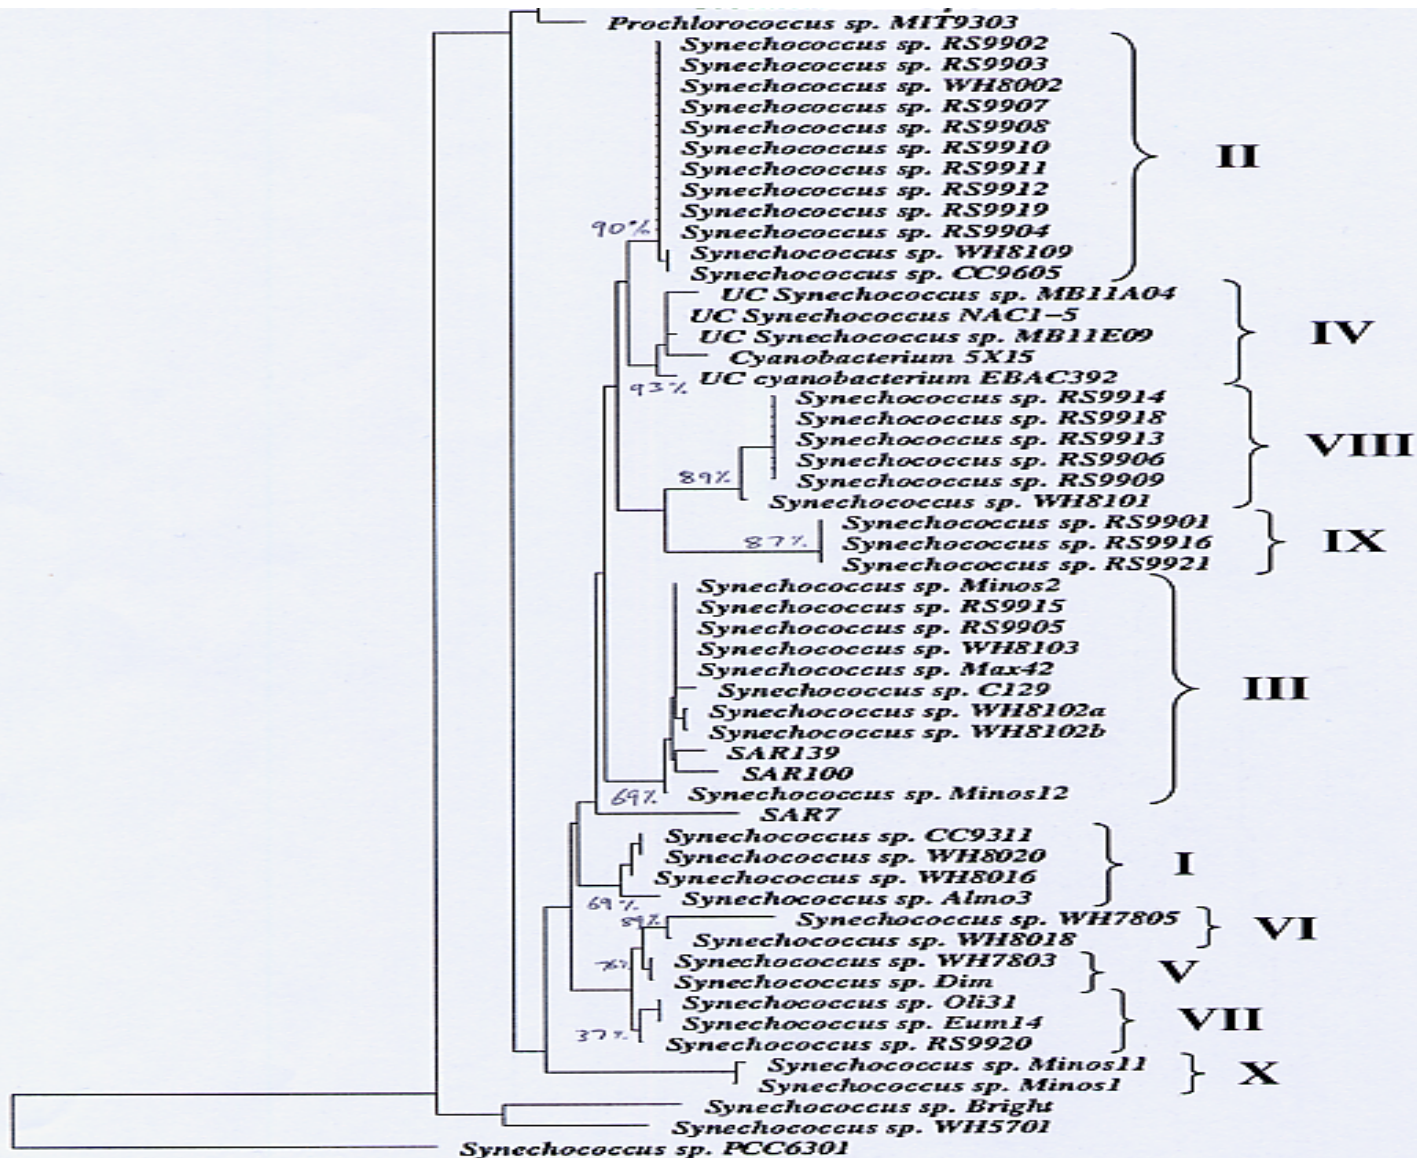 Prochlorococcus sp. MIT9303
Synechococcus sp. RS9902
Synechococcus sp. RS9903
Synechococcus sp. WH8002
Synechococcus sp. RS9907
Synechococcus sp. RS9908
Synechococcus sp. RS9910
II
Synechococcus sp. RS9911
Synechococcus sp. RS9912
Synechococcus sp. RS9919
90% Synechococcus sp. RS9904
Synechococcus sp. WH8109
Synechococcus sp. CC9605
UC Synechococcus sp. MB11A04
UC Synechococcus NAC1-5
UC Synechococcus sp. MB11E09 IV
Cyanobacterium 5X15
93% UC cyanobacterium EBAC392
Synechococcus sp. RS9914
Synechococcus sp. RS9918
Synechococcus sp. RS9913 VIII
Synechococcus sp. RS9906
89% Synechococcus sp. RS9909
Synechococcus sp. WH8101
Synechococcus sp. RS9901
87% Synechococcus sp. RS9916 IX
Synechococcus sp. RS9921
Synechococcus sp. Minos2
Synechococcus sp. RS9915
Synechococcus sp. RS9905
Synechococcus sp. WH8103
Synechococcus sp. Max42
Synechococcus sp. C129 III
Synechococcus sp. WH8102a
Synechococcus sp. WH8102b
SAR139
SAR100
69% Synechococcus sp. Minos12
SAR7
Synechococcus sp. CC9311
Synechococcus sp. WH8020 I
Synechococcus sp. WH8016
69% Synechococcus sp. Almo3
89% Synechococcus sp. WH7805 VI
Synechococcus sp. WH8018
76% Synechococcus sp. WH7803 V
Synechococcus sp. Dim
Synechococcus sp. Oli31
Synechococcus sp. Eum14 VII
37% Synechococcus sp. RS9920
Synechococcus sp. Minos11 X
Synechococcus sp. Minos1
Synechococcus sp. Bright
Synechococcus sp. WH5701
Synechococcus sp. PCC6301